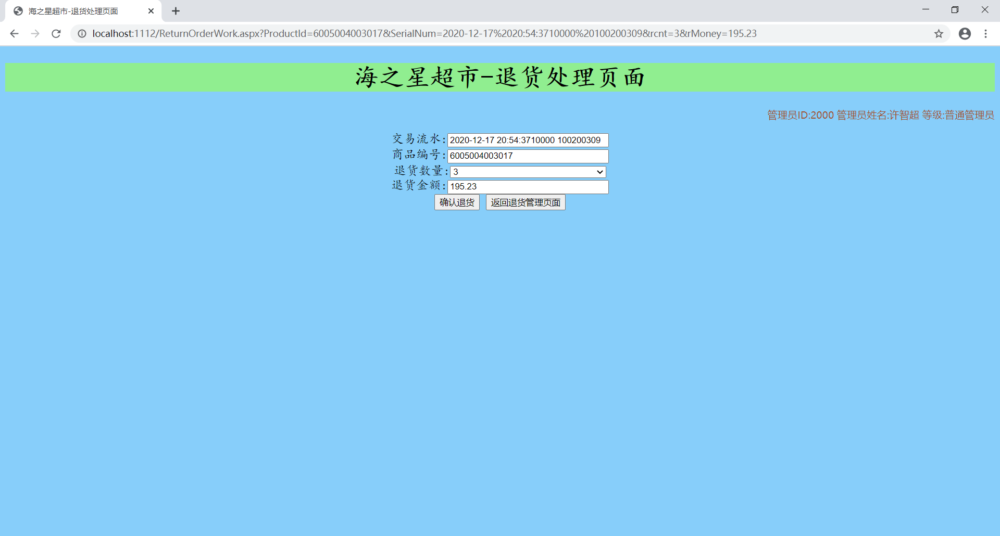 海之星超市-退货处理页面
localhost:1112/ReturnOrderWork.aspx?ProductId=6005004003017&SerialNum=2020-12-17%2020:54:3710000%20100200309&rcnt=3&rMoney=195.23
海之星超市-退货处理页面
管理员ID:2000 管理员姓名:许智超 等级:普通管理员
交易流水:2020-12-17 20:54:3710000 100200309
商品编号:6005004003017
退货数量:3
退货金额:195.23
确认退货 返回退货管理页面